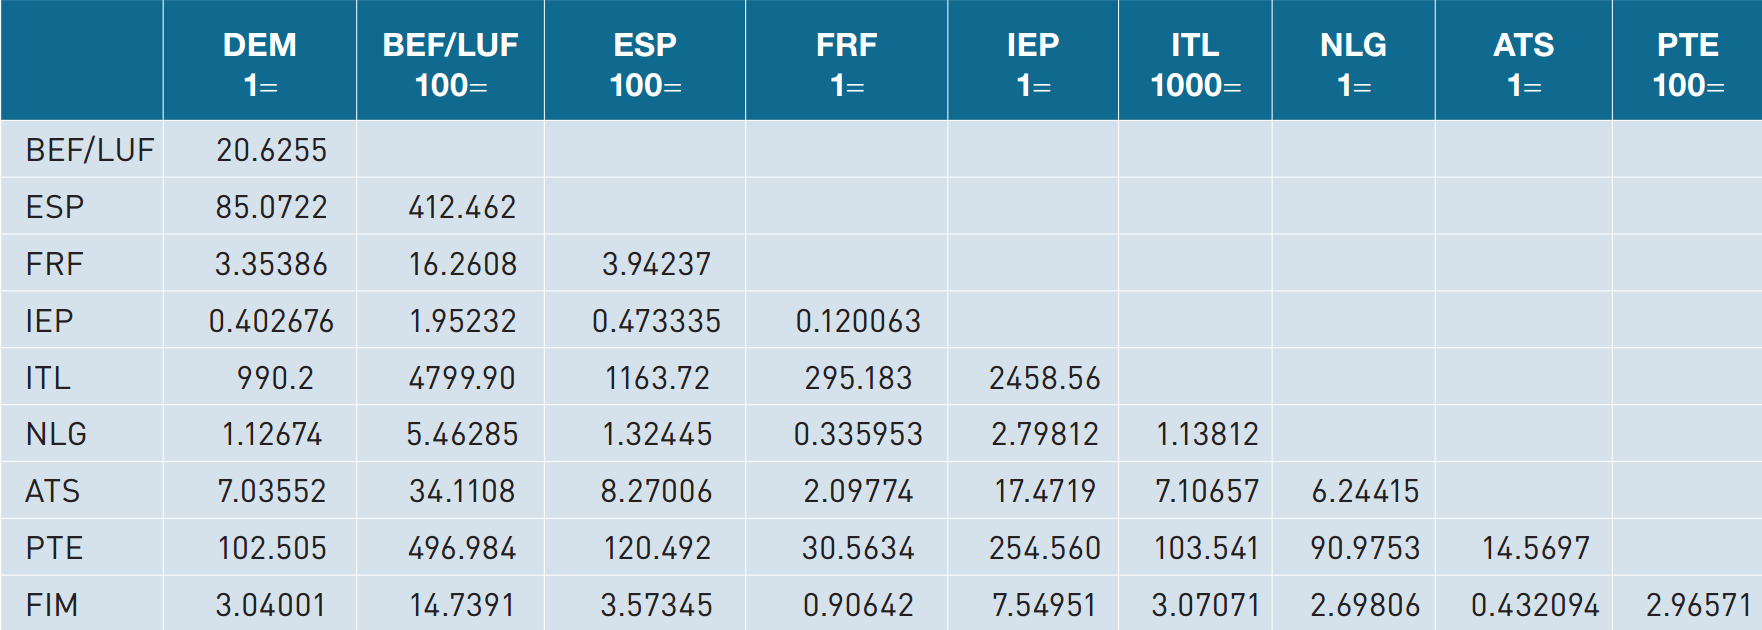 DEM BEF/LUF ESP FRF IEP ITL NLG ATS PTE
1= 100= 100= 1= 1= 1000= 1= 1= 100=
BEF/LUF 20.6255
ESP 85.0722 412.462
FRF 3.35386 16.2608 3.94237
IEP 0.402676 1.95232 0.473335 0.120063
ITL 990.2 4799.90 1163.72 295.183 2458.56
NLG 1.12674 5.46285 1.32445 0.335953 2.79812 1.13812
ATS 7.03552 34.1108 8.27006 2.09774 17.4719 7.10657 6.24415
PTE 102.505 496.984 120.492 30.5634 254.560 103.541 90.9753 14.5697
FIM 3.04001 14.7391 3.57345 0.90642 7.54951 3.07071 2.69806 0.432094 2.96571